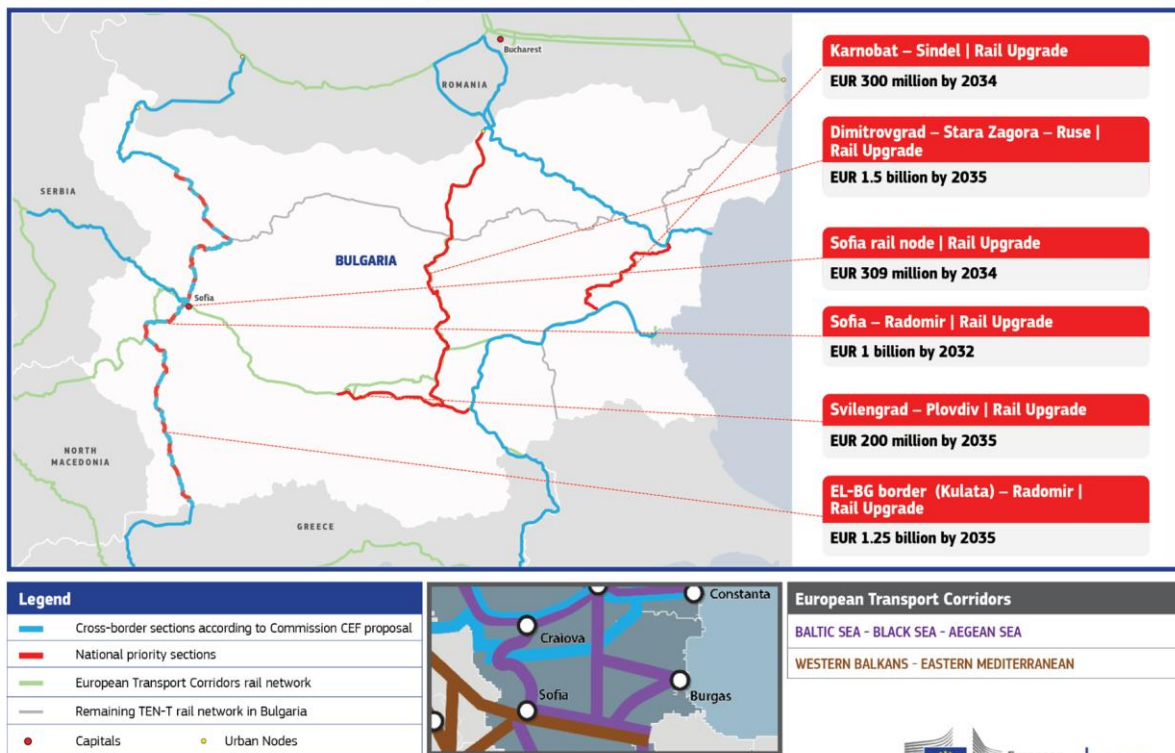 Bucharest
ROMANIA
SERBIA
BULGARIA
Sofia
NORTH
MACEDONIA
GREECE
Karnobat – Sindel | Rail Upgrade
EUR 300 million by 2034
Dimitrovgrad – Stara Zagora – Ruse |
Rail Upgrade
EUR 1.5 billion by 2035
Sofia rail node | Rail Upgrade
EUR 309 million by 2034
Sofia – Radomir | Rail Upgrade
EUR 1 billion by 2032
Svilengrad – Plovdiv | Rail Upgrade
EUR 200 million by 2035
EL-BG border (Kulata) – Radomir |
Rail Upgrade
EUR 1.25 billion by 2035
Legend
Cross-border sections according to Commission CEF proposal
National priority sections
European Transport Corridors rail network
Remaining TEN-T rail network in Bulgaria
Capitals
Urban Nodes
Constanta
Craiova
Sofia
Burgas
European Transport Corridors
BALTIC SEA - BLACK SEA - AEGEAN SEA
WESTERN BALKANS - EASTERN MEDITERRANEAN